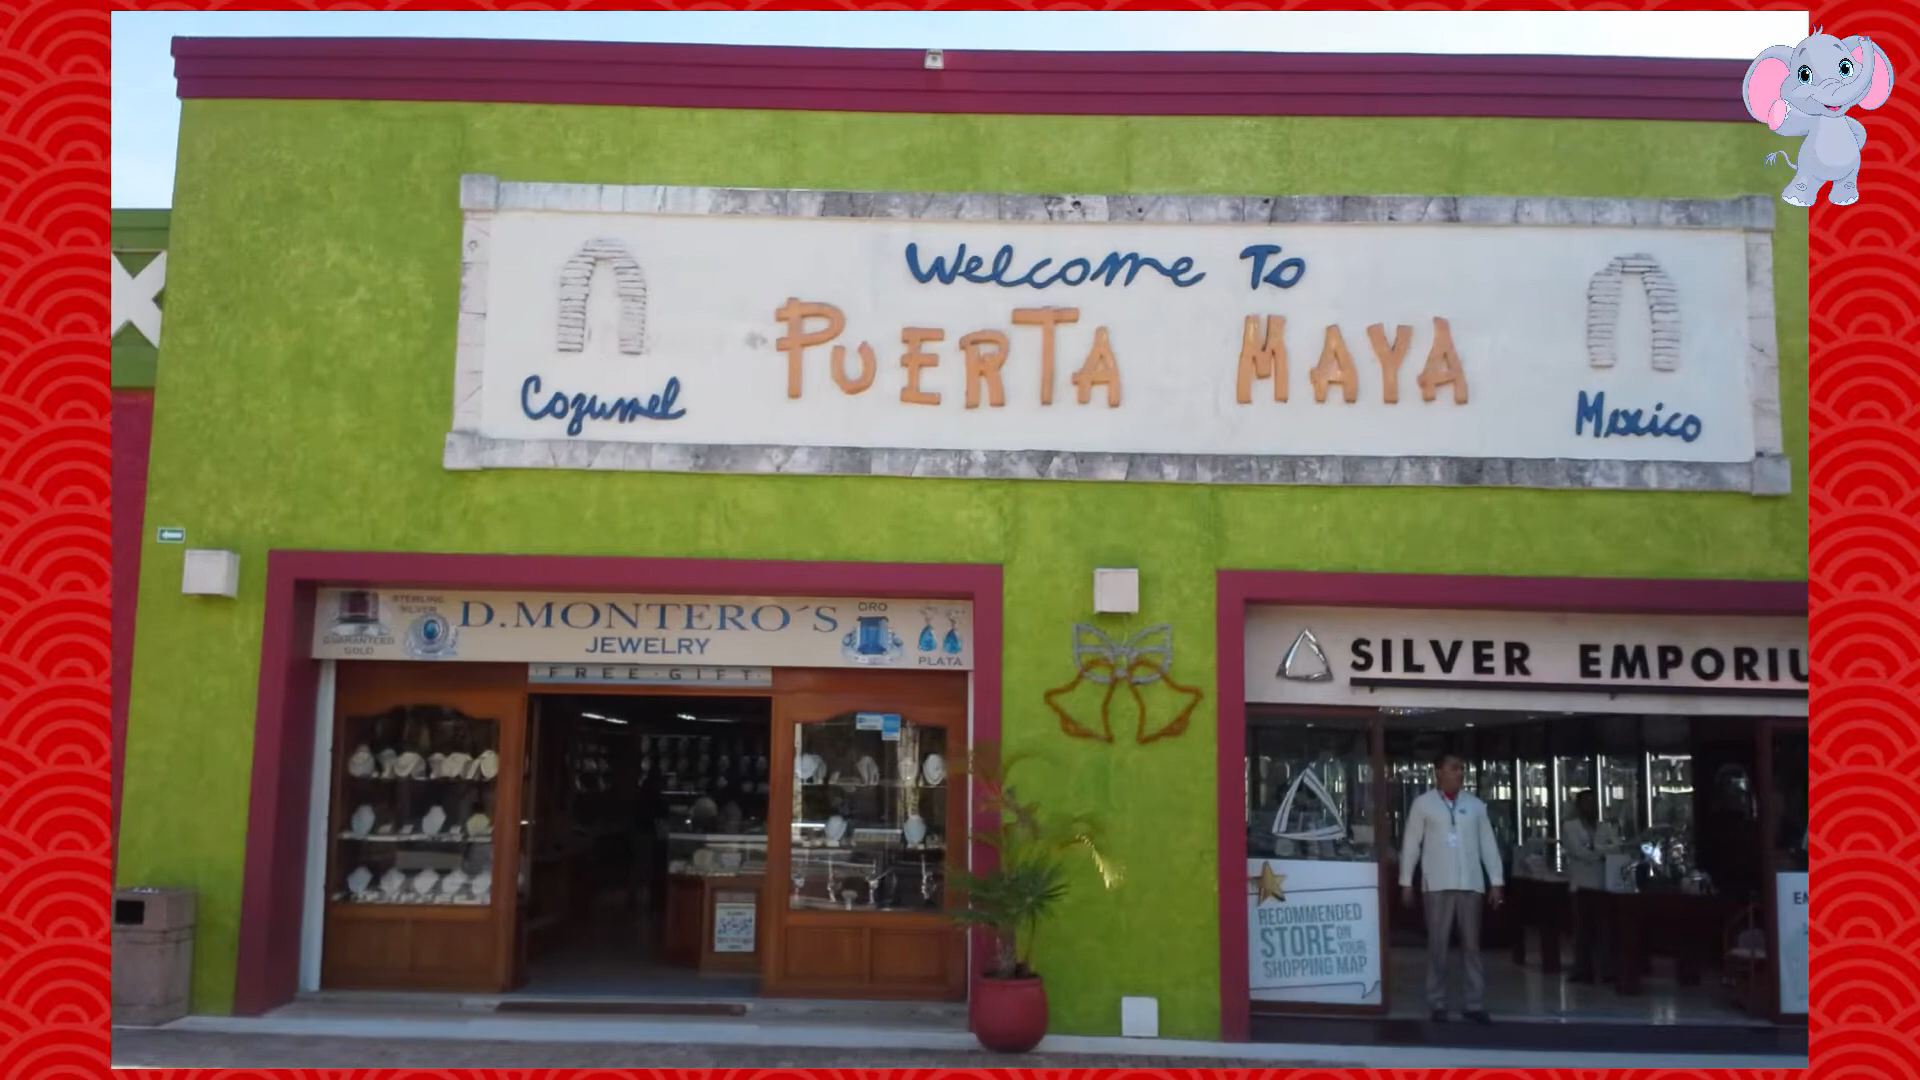 Welcome To
PUERTA MAYA
Cozumel
Mexico
STERLING
SILVER
GUARANTEED
GOLD
D.MONTERO´S
JEWELRY
ORO
PLATA
FREE·GIFT
SILVER EMPORIU
RECOMMENDED
STORE ON YOUR
SHOPPING MAP
EM